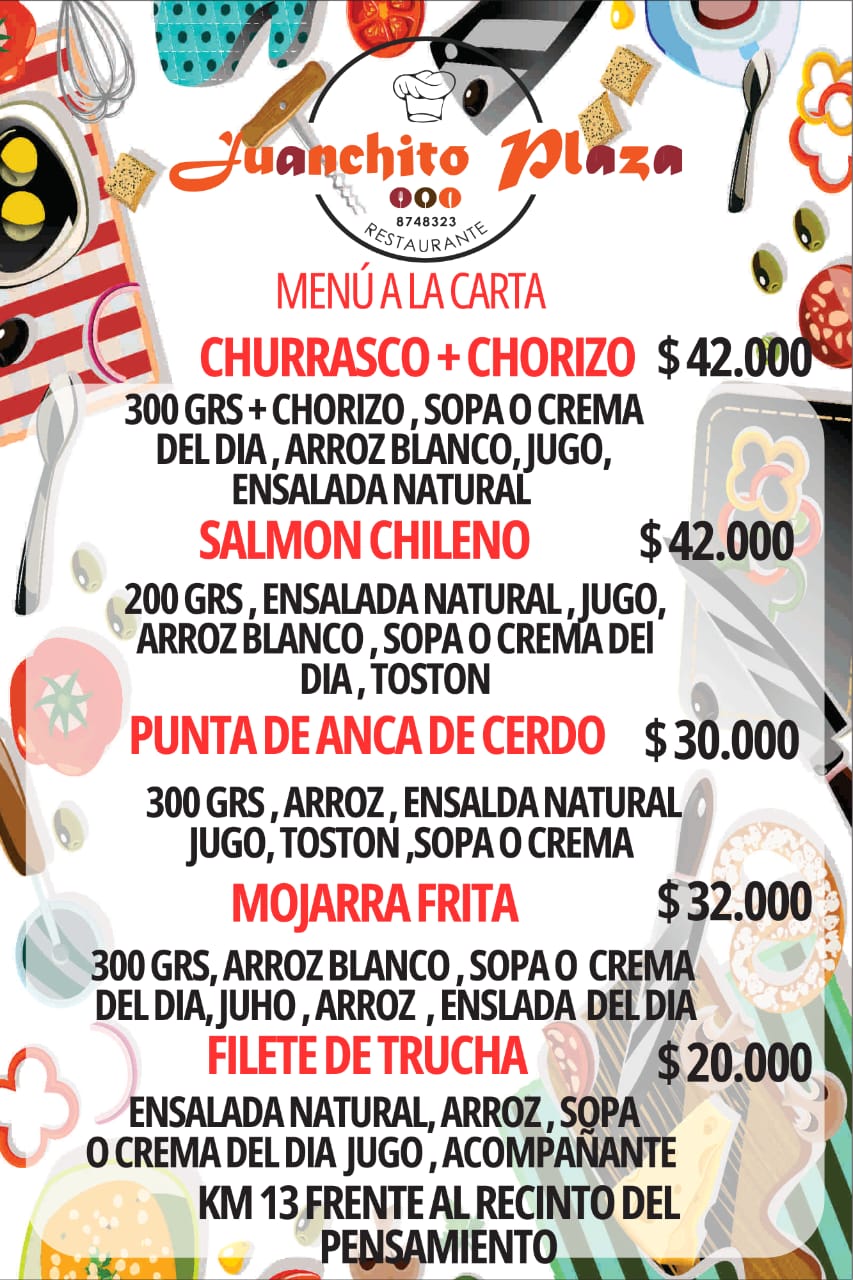 Juanchito Plaza
8748323
RESTAURANTE
MENÚ A LA CARTA
CHURRASCO + CHORIZO $ 42.000
300 GRS + CHORIZO , SOPA O CREMA
DEL DIA , ARROZ BLANCO, JUGO,
ENSALADA NATURAL
SALMON CHILENO $ 42.000
200 GRS , ENSALADA NATURAL , JUGO,
ARROZ BLANCO , SOPA O CREMA DEl
DIA , TOSTON
PUNTA DE ANCA DE CERDO $ 30.000
300 GRS , ARROZ , ENSALDA NATURAL
JUGO, TOSTON ,SOPA O CREMA
MOJARRA FRITA $ 32.000
300 GRS, ARROZ BLANCO , SOPA O CREMA
DEL DIA, JUHO , ARROZ , ENSLADA DEL DIA
FILETE DE TRUCHA $ 20.000
ENSALADA NATURAL, ARROZ , SOPA
O CREMA DEL DIA JUGO , ACOMPAÑANTE
KM 13 FRENTE AL RECINTO DEL
PENSAMIENTO